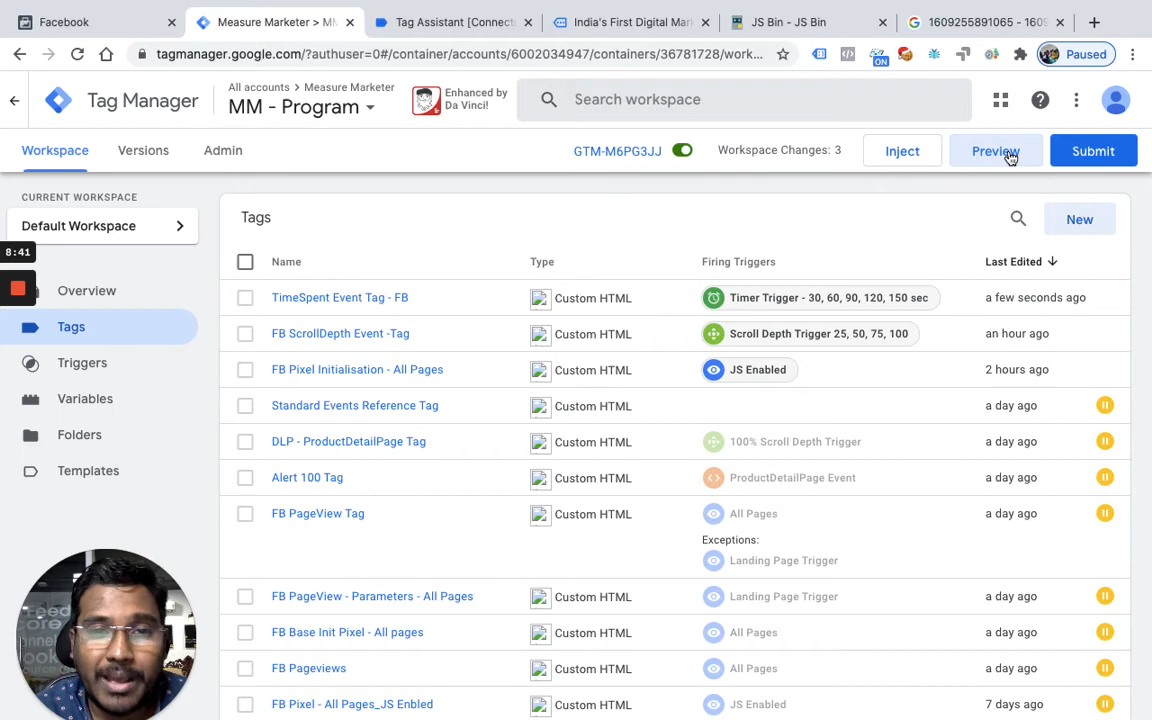 Facebook
Measure Marketer > MM
Tag Assistant [Connect
India's First Digital Mar
JS Bin - JS Bin
1609255891065 - 1609
tagmanager.google.com/?authuser=0#/container/accounts/6002034947/containers/36781728/work...
ON
Paused
Tag Manager
All accounts > Measure Marketer
MM - Program
Enhanced by
Da Vinci!
Search workspace
Workspace
Versions
Admin
GTM-M6PG3JJ
Workspace Changes: 3
Inject
Preview
Submit
CURRENT WORKSPACE
Default Workspace
8:41
Overview
Tags
Triggers
Variables
Folders
Templates
Tags
New
Name
Type
Firing Triggers
Last Edited
TimeSpent Event Tag - FB
Custom HTML
Timer Trigger - 30, 60, 90, 120, 150 sec
a few seconds ago
FB ScrollDepth Event -Tag
Custom HTML
Scroll Depth Trigger 25, 50, 75, 100
an hour ago
FB Pixel Initialisation - All Pages
Custom HTML
JS Enabled
2 hours ago
Standard Events Reference Tag
Custom HTML
a day ago
DLP - ProductDetailPage Tag
Custom HTML
100% Scroll Depth Trigger
a day ago
Alert 100 Tag
Custom HTML
ProductDetailPage Event
a day ago
FB PageView Tag
Custom HTML
All Pages
a day ago
Exceptions:
Landing Page Trigger
FB PageView - Parameters - All Pages
Custom HTML
Landing Page Trigger
a day ago
FB Base Init Pixel - All pages
Custom HTML
All Pages
a day ago
FB Pageviews
Custom HTML
All Pages
a day ago
FB Pixel - All Pages_JS Enbled
Custom HTML
JS Enabled
7 days ago